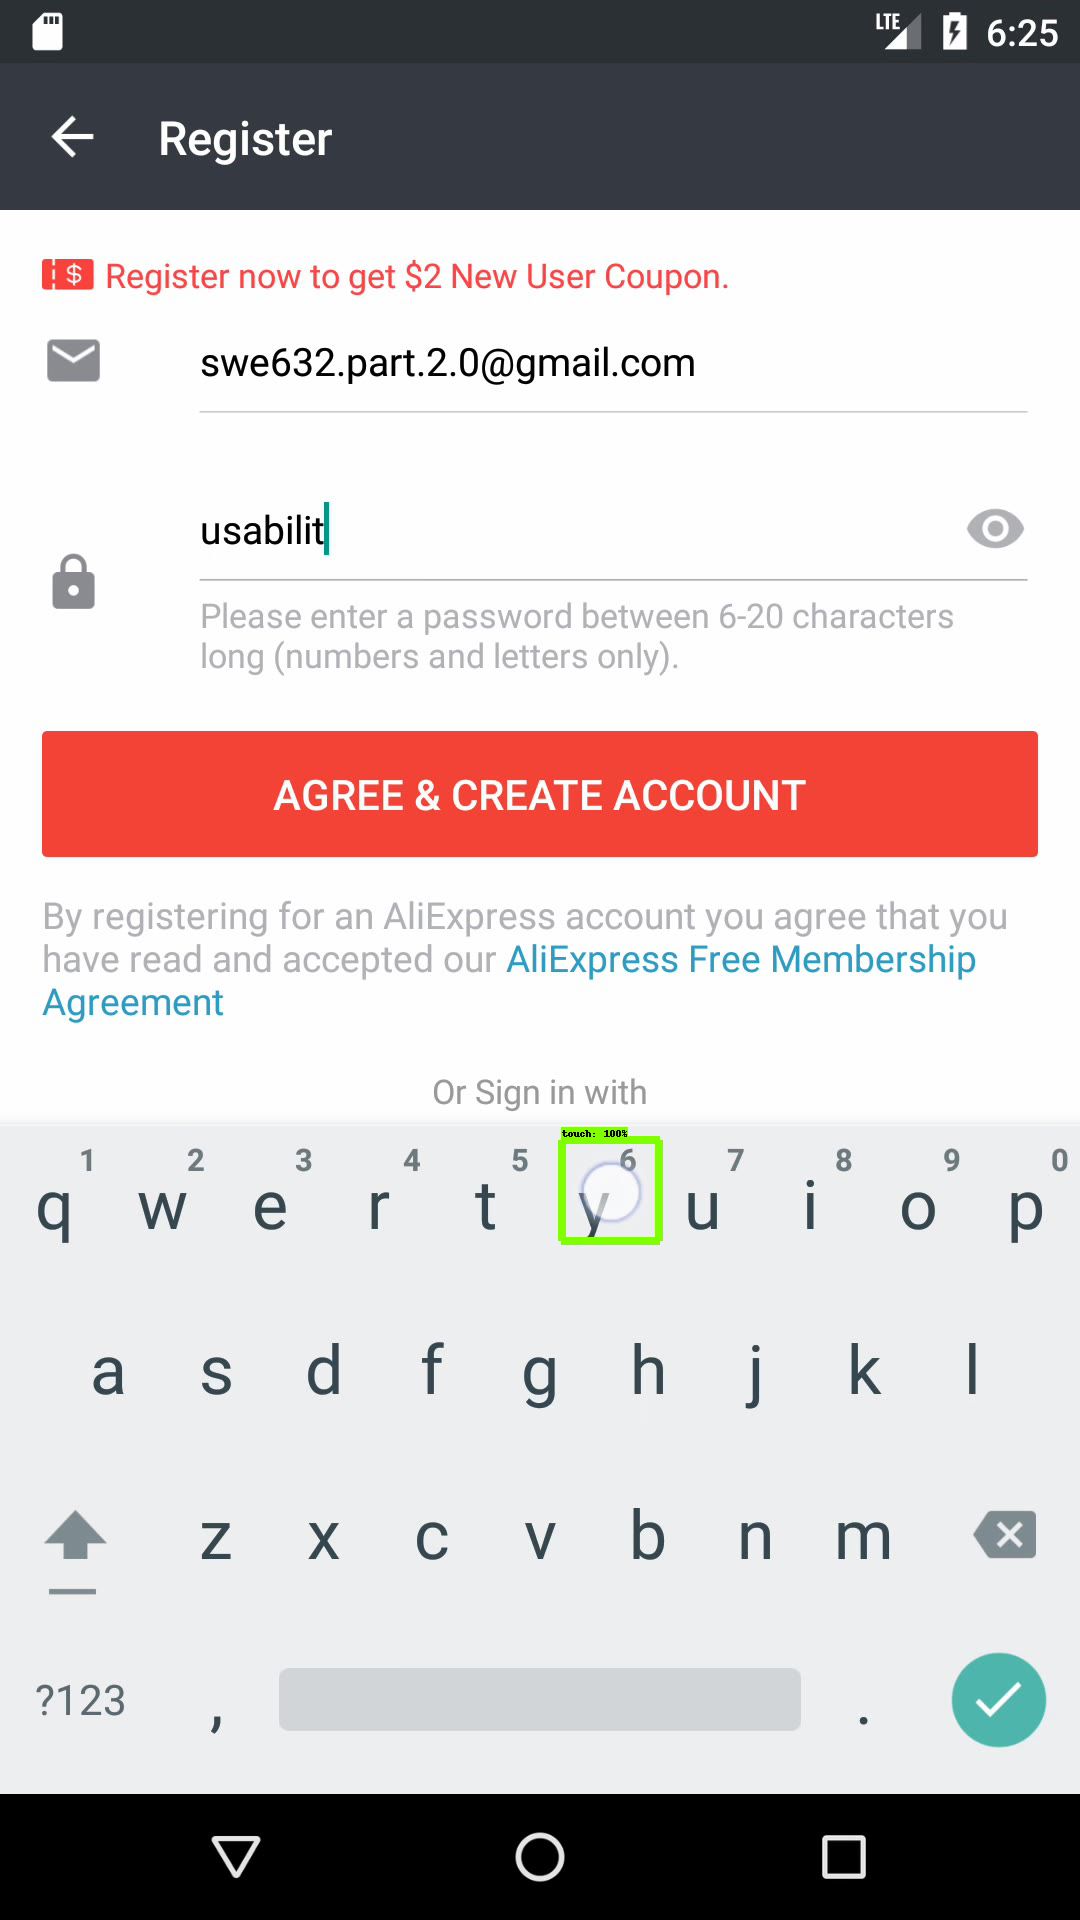 LTE 6:25
Register
$ Register now to get $2 New User Coupon.
swe632.part.2.0@gmail.com
usabilit
Please enter a password between 6-20 characters
long (numbers and letters only).
AGREE & CREATE ACCOUNT
By registering for an AliExpress account you agree that you
have read and accepted our AliExpress Free Membership
Agreement
Or Sign in with
touch: 100%
1 2 3 4 5 6 7 8 9 0
q w e r t y u i o p
a s d f g h j k l
z x c v b n m
?123 , .